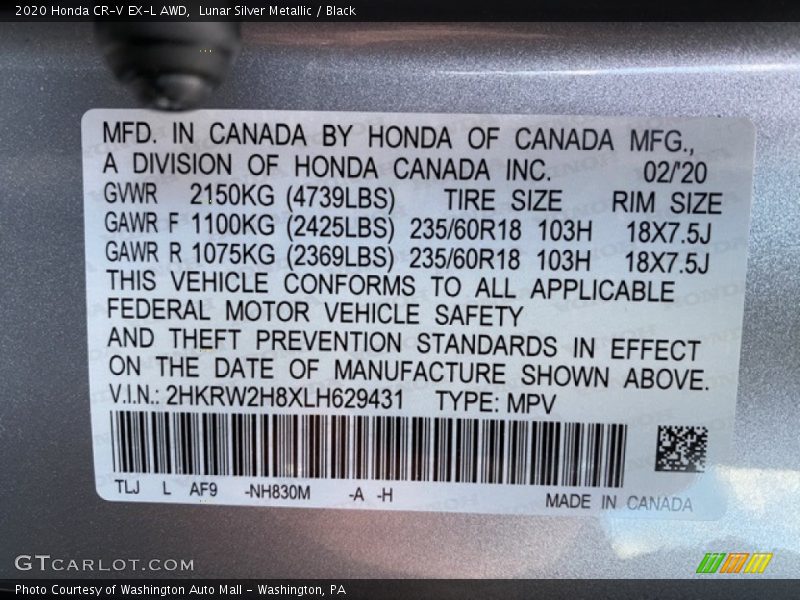 2020 Honda CR-V EX-L AWD,  Lunar Silver Metallic / Black
MFD. IN CANADA BY HONDA OF CANADA MFG.,
A DIVISION OF HONDA CANADA INC. 02/'20
GVWR 2150KG (4739LBS) TIRE SIZE RIM SIZE
GAWR F 1100KG (2425LBS) 235/60R18 103H 18X7.5J
GAWR R 1075KG (2369LBS) 235/60R18 103H 18X7.5J
THIS VEHICLE CONFORMS TO ALL APPLICABLE
FEDERAL MOTOR VEHICLE SAFETY
AND THEFT PREVENTION STANDARDS IN EFFECT
ON THE DATE OF MANUFACTURE SHOWN ABOVE.
V.I.N.: 2HKRW2H8XLH629431 TYPE: MPV
TLJ L AF9 -NH830M -A -H
MADE IN CANADA
GTCARLOT.COM
Photo Courtesy of Washington Auto Mall - Washington, PA